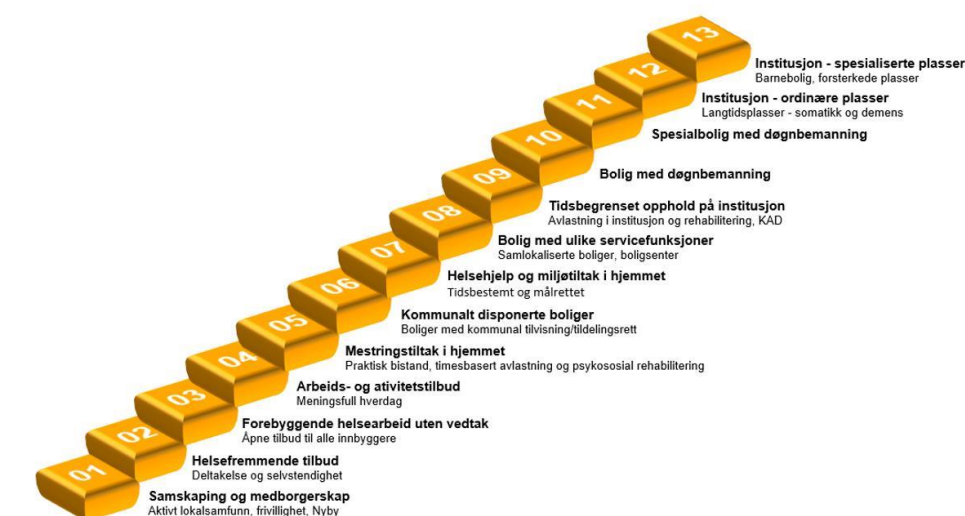 13
Institusjon - spesialiserte plasser
Barnebolig, forsterkede plasser
12
Institusjon - ordinære plasser
Langtidsplasser - somatikk og demens
11
Spesialbolig med døgnbemanning
10
Bolig med døgnbemanning
09
Tidsbegrenset opphold på institusjon
Avlastning i institusjon og rehabilitering, KAD
08
Bolig med ulike servicefunksjoner
Samlokaliserte boliger, boligsenter
07
Helsehjelp og miljøtiltak i hjemmet
Tidsbestemt og målrettet
06
Kommunalt disponerte boliger
Boliger med kommunal tilvisning/tildelingsrett
05
Mestringstiltak i hjemmet
Praktisk bistand, timesbasert avlastning og psykososial rehabilitering
04
Arbeids- og ativitetstilbud
Meningsfull hverdag
03
Forebyggende helsearbeid uten vedtak
Åpne tilbud til alle innbyggere
02
Helsefremmende tilbud
Deltakelse og selvstendighet
01
Samskaping og medborgerskap
Aktivt lokalsamfunn, frivillighet, Nyby